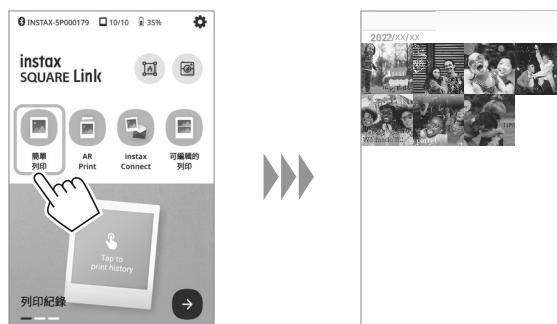 INSTAX-5P000179 10/10 35%
instax
SQUARE Link
簡單
列印
AR
Print
instax
Connect
可編輯的
列印
Tap to
print history
列印紀錄
2022/XX/XX